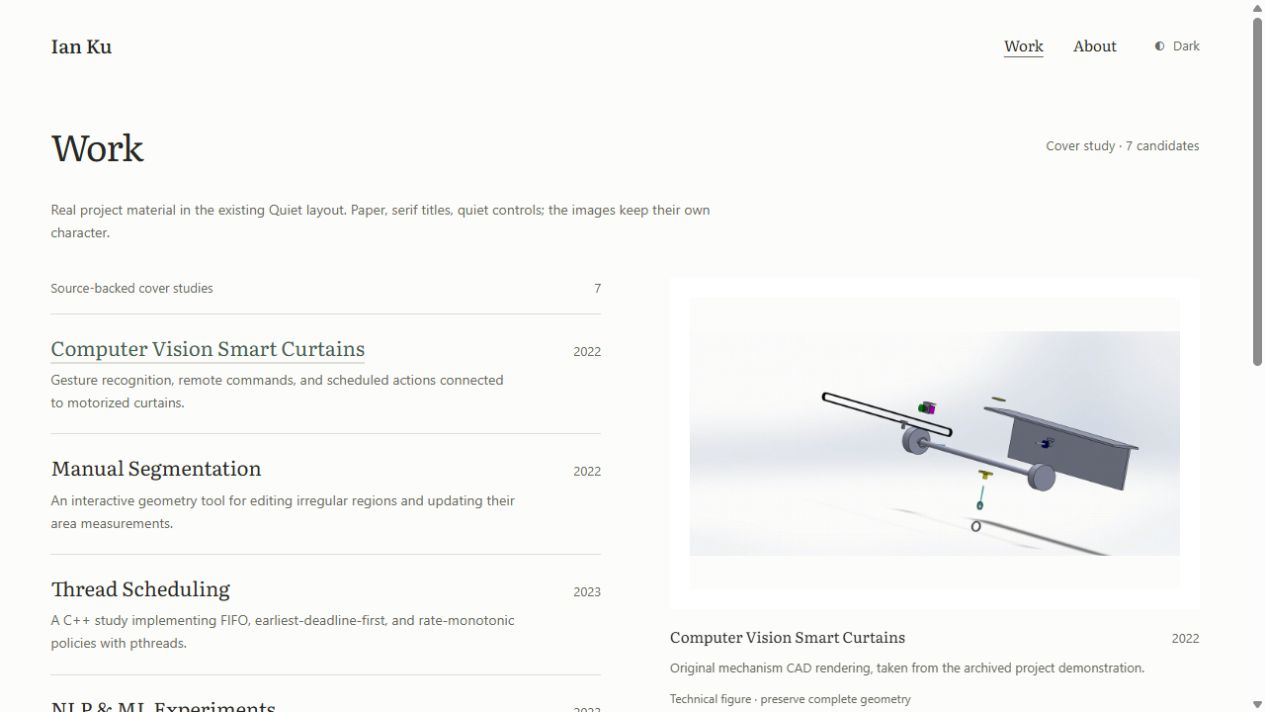 Ian Ku
Work About Dark
Work
Cover study · 7 candidates
Real project material in the existing Quiet layout. Paper, serif titles, quiet controls; the images keep their own
character.
Source-backed cover studies 7
Computer Vision Smart Curtains 2022
Gesture recognition, remote commands, and scheduled actions connected
to motorized curtains.
Manual Segmentation 2022
An interactive geometry tool for editing irregular regions and updating their
area measurements.
Thread Scheduling 2023
A C++ study implementing FIFO, earliest-deadline-first, and rate-monotonic
policies with pthreads.
NLP & ML Experiments
Computer Vision Smart Curtains 2022
Original mechanism CAD rendering, taken from the archived project demonstration.
Technical figure · preserve complete geometry